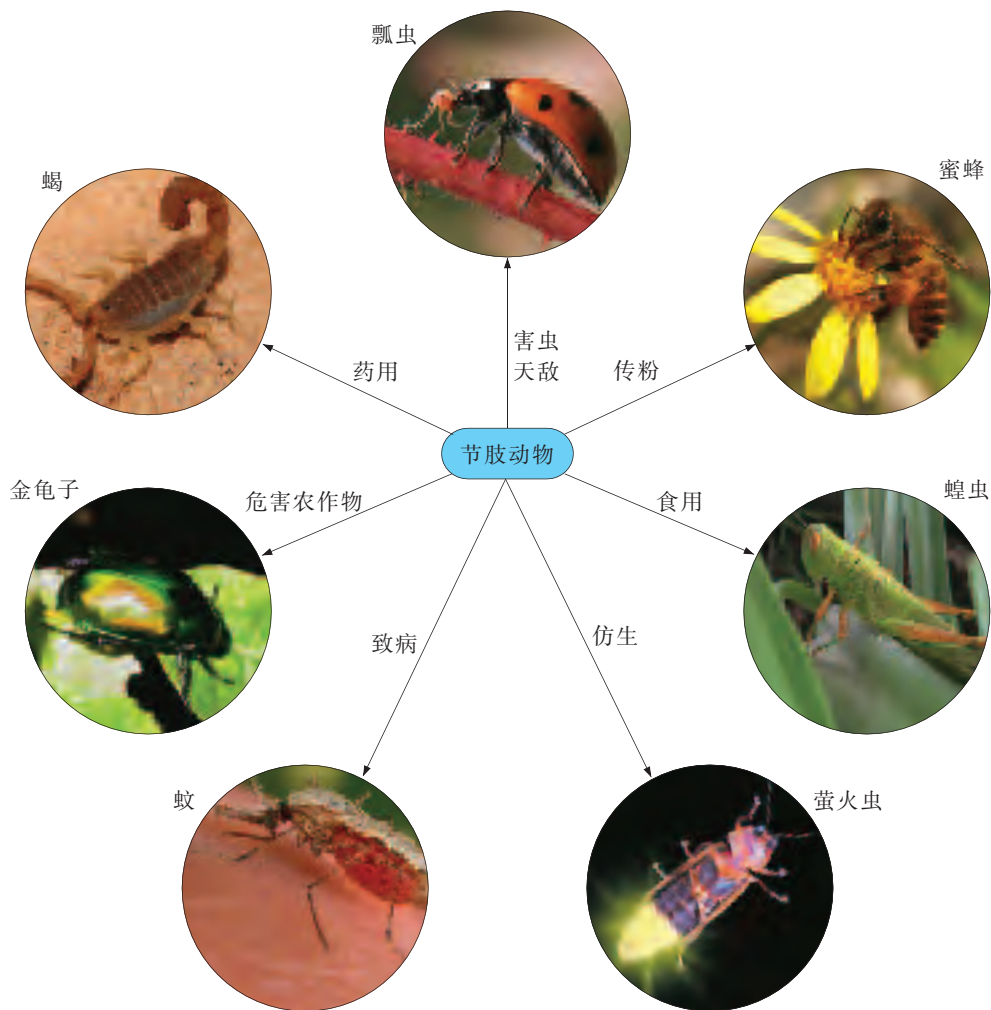 瓢虫
蝎
蜜蜂
害虫
天敌
药用
传粉
节肢动物
金龟子
危害农作物
食用
蝗虫
致病
仿生
蚊
萤火虫